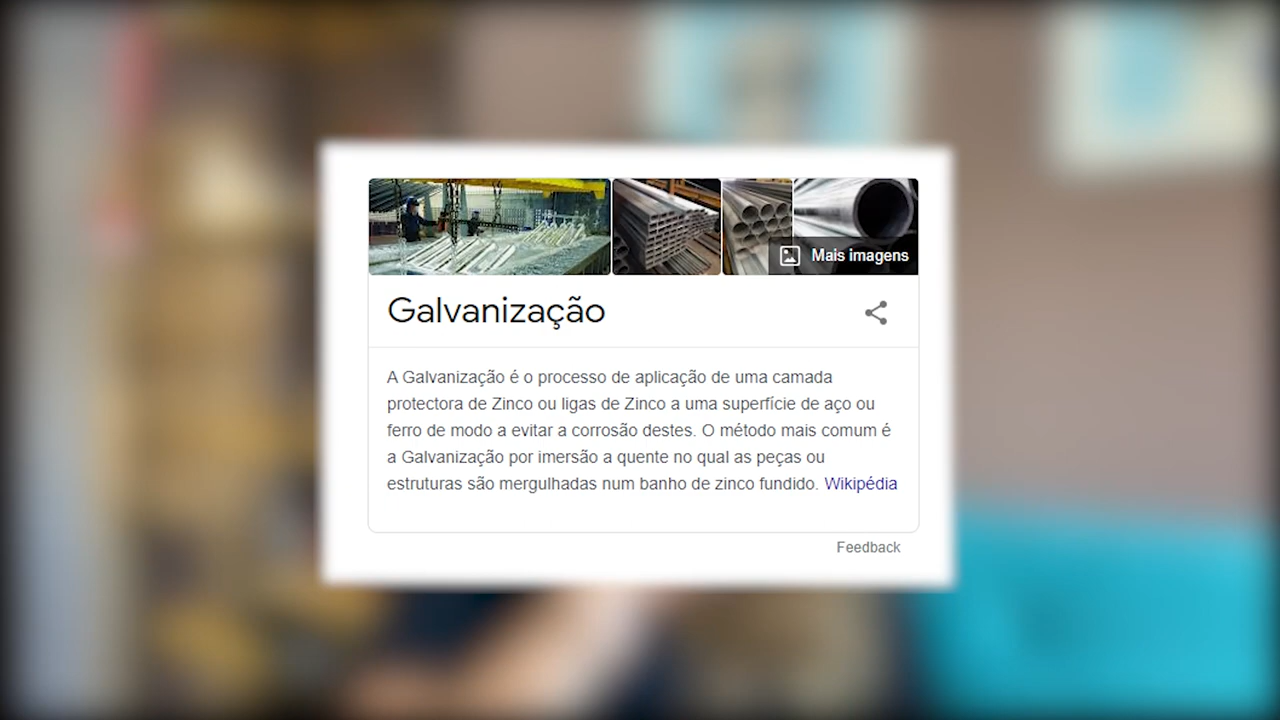 Mais imagens
Galvanização
A Galvanização é o processo de aplicação de uma camada
protectora de Zinco ou ligas de Zinco a uma superfície de aço ou
ferro de modo a evitar a corrosão destes. O método mais comum é
a Galvanização por imersão a quente no qual as peças ou
estruturas são mergulhadas num banho de zinco fundido. Wikipédia
Feedback